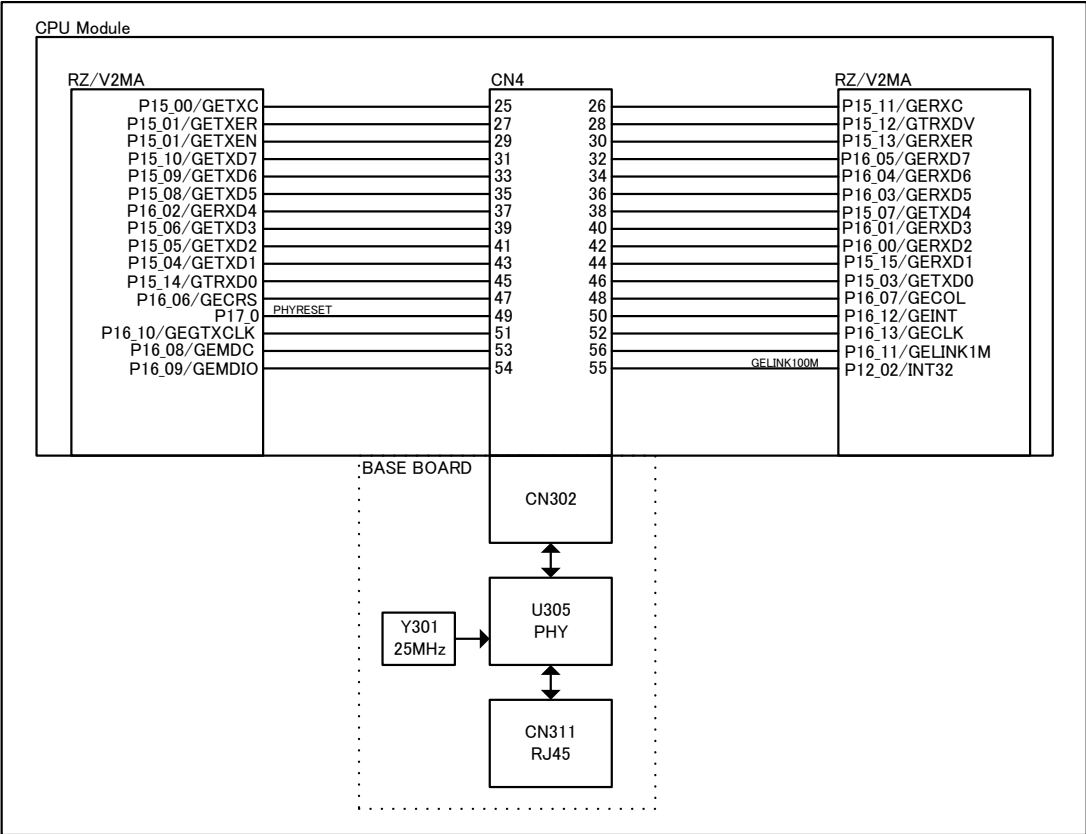 CPU Module
RZ/V2MA CN4 RZ/V2MA
P15_00/GETXC 25 26 P15_11/GERXC
P15_01/GETXER 27 28 P15_12/GTRXDV
P15_01/GETXEN 29 30 P15_13/GERXER
P15_10/GETXD7 31 32 P16_05/GERXD7
P15_09/GETXD6 33 34 P16_04/GERXD6
P15_08/GETXD5 35 36 P16_03/GERXD5
P16_02/GERXD4 37 38 P15_07/GETXD4
P15_06/GETXD3 39 40 P16_01/GERXD3
P15_05/GETXD2 41 42 P16_00/GERXD2
P15_04/GETXD1 43 44 P15_15/GERXD1
P15_14/GTRXD0 45 46 P15_03/GETXD0
P16_06/GECRS 47 48 P16_07/GECOL
P17_0 PHYRESET 49 50 P16_12/GEINT
P16_10/GEGTXCLK 51 52 P16_13/GECLK
P16_08/GEMDC 53 56 P16_11/GELINK1M
P16_09/GEMDIO 54 55 GELINK100M P12_02/INT32
BASE BOARD
CN302
U305
PHY
Y301
25MHz
CN311
RJ45